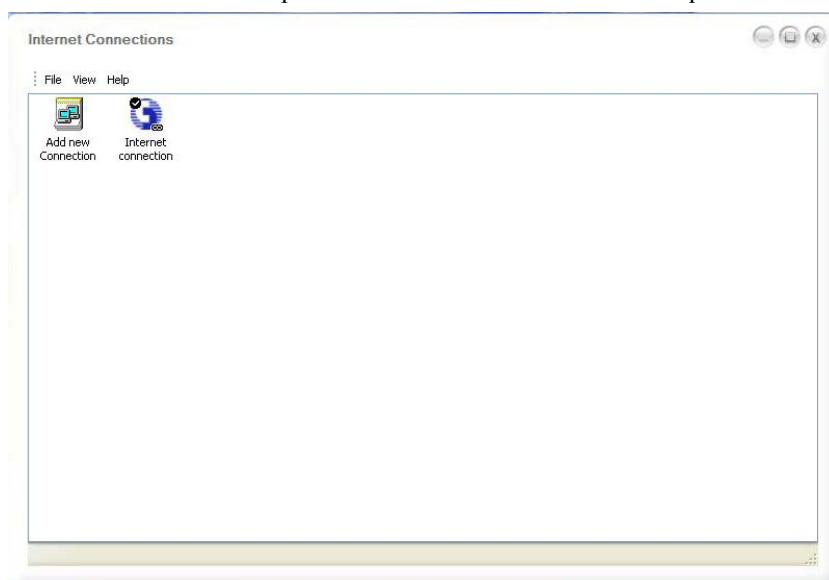 Internet Connections
File View Help
Add new
Connection
Internet
connection